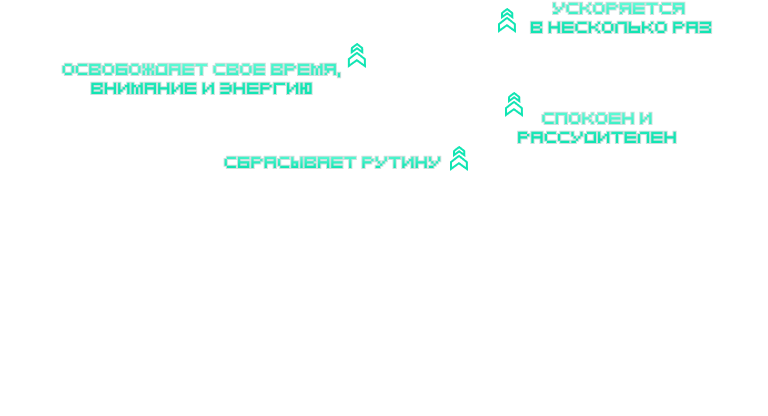 УСКОРЯЕТСЯ
В НЕСКОЛЬКО РАЗ
ОСВОБОЖДАЕТ СВОЕ ВРЕМЯ,
ВНИМАНИЕ И ЭНЕРГИЮ
СПОКОЕН И
РАССУДИТЕЛЕН
СБРАСЫВАЕТ РУТИНУ